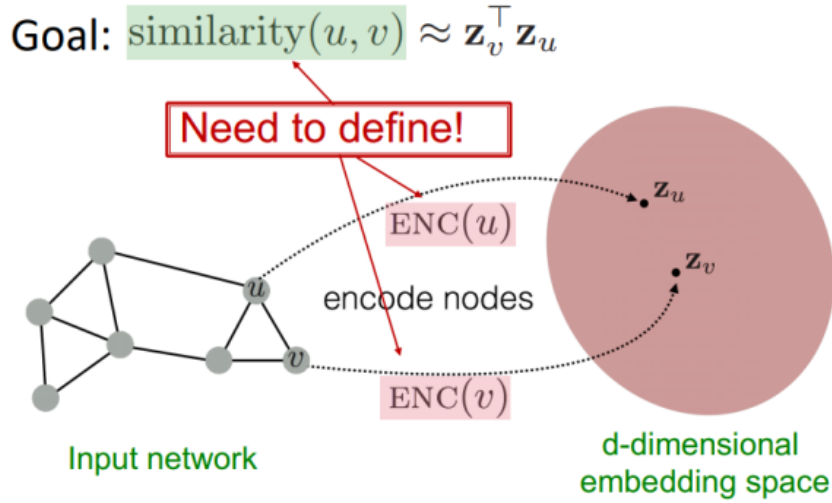 Goal: similarity(u, v) ≈ z_v^⊤ z_u
Need to define!
z_u
ENC(u)
z_v
u
encode nodes
v
ENC(v)
Input network
d-dimensional
embedding space